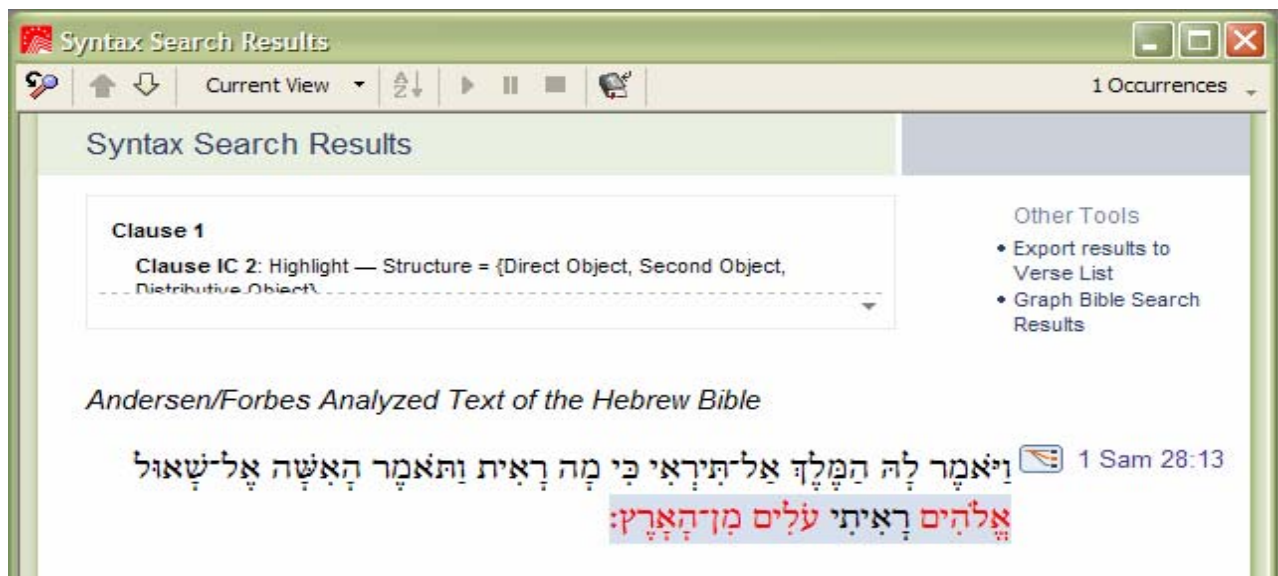 Syntax Search Results
Current View
1 Occurrences
Syntax Search Results
Clause 1
Clause IC 2: Highlight — Structure = {Direct Object, Second Object,
Distributive Object}
Other Tools
• Export results to
Verse List
• Graph Bible Search
Results
Andersen/Forbes Analyzed Text of the Hebrew Bible
1 Sam 28:13
וַיֹּאמֶר לָהּ הַמֶּלֶךְ אַל־תִּירְאִי כִּי מָה רָאִית וַתֹּאמֶר הָאִשָּׁה אֶל־שָׁאוּל
אֱלֹהִים רָאִיתִי עֹלִים מִן־הָאָרֶץ׃